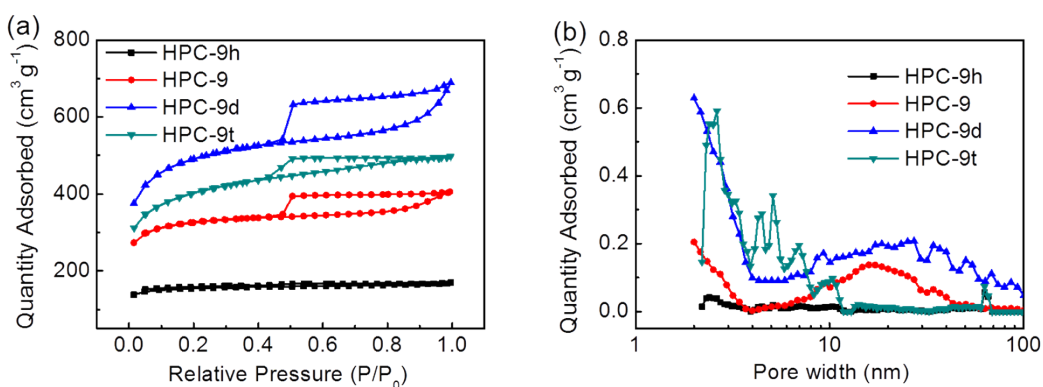 (a)
800
600
400
200
Quantity Adsorbed (cm³ g⁻¹)
HPC-9h
HPC-9
HPC-9d
HPC-9t
0.0 0.2 0.4 0.6 0.8 1.0
Relative Pressure (P/P₀)
(b)
0.8
0.6
0.4
0.2
0.0
Quantity Adsorbed (cm³ g⁻¹)
HPC-9h
HPC-9
HPC-9d
HPC-9t
1 10 100
Pore width (nm)